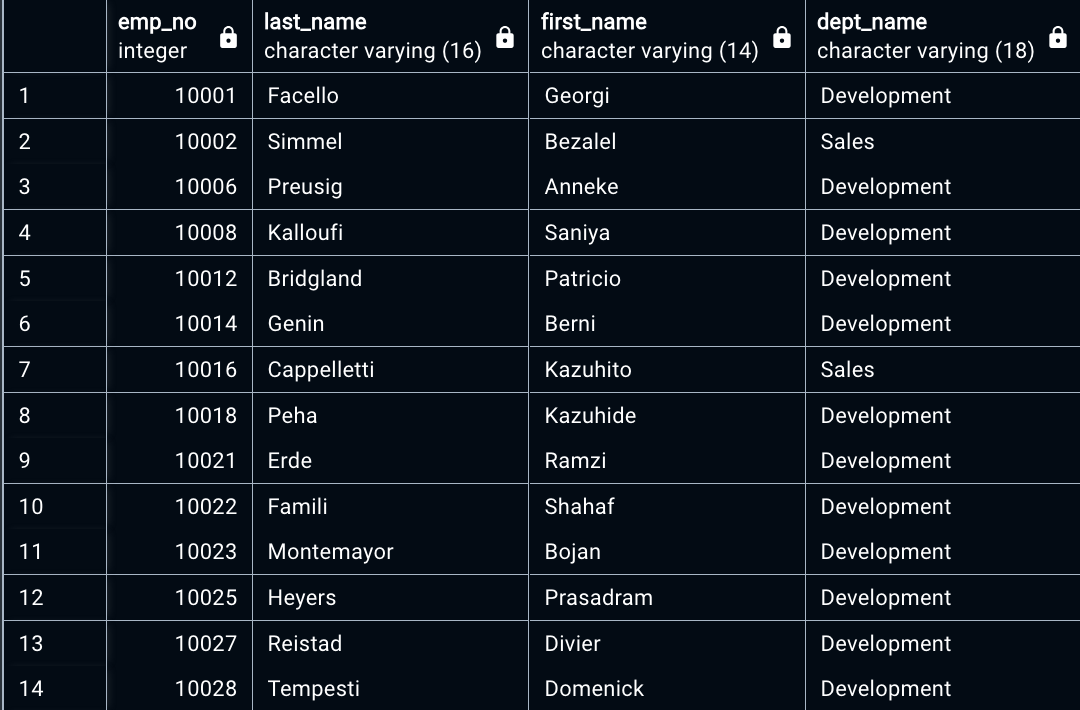 emp_no last_name first_name dept_name
integer character varying (16) character varying (14) character varying (18)
1 10001 Facello Georgi Development
2 10002 Simmel Bezalel Sales
3 10006 Preusig Anneke Development
4 10008 Kalloufi Saniya Development
5 10012 Bridgland Patricio Development
6 10014 Genin Berni Development
7 10016 Cappelletti Kazuhito Sales
8 10018 Peha Kazuhide Development
9 10021 Erde Ramzi Development
10 10022 Famili Shahaf Development
11 10023 Montemayor Bojan Development
12 10025 Heyers Prasadram Development
13 10027 Reistad Divier Development
14 10028 Tempesti Domenick Development